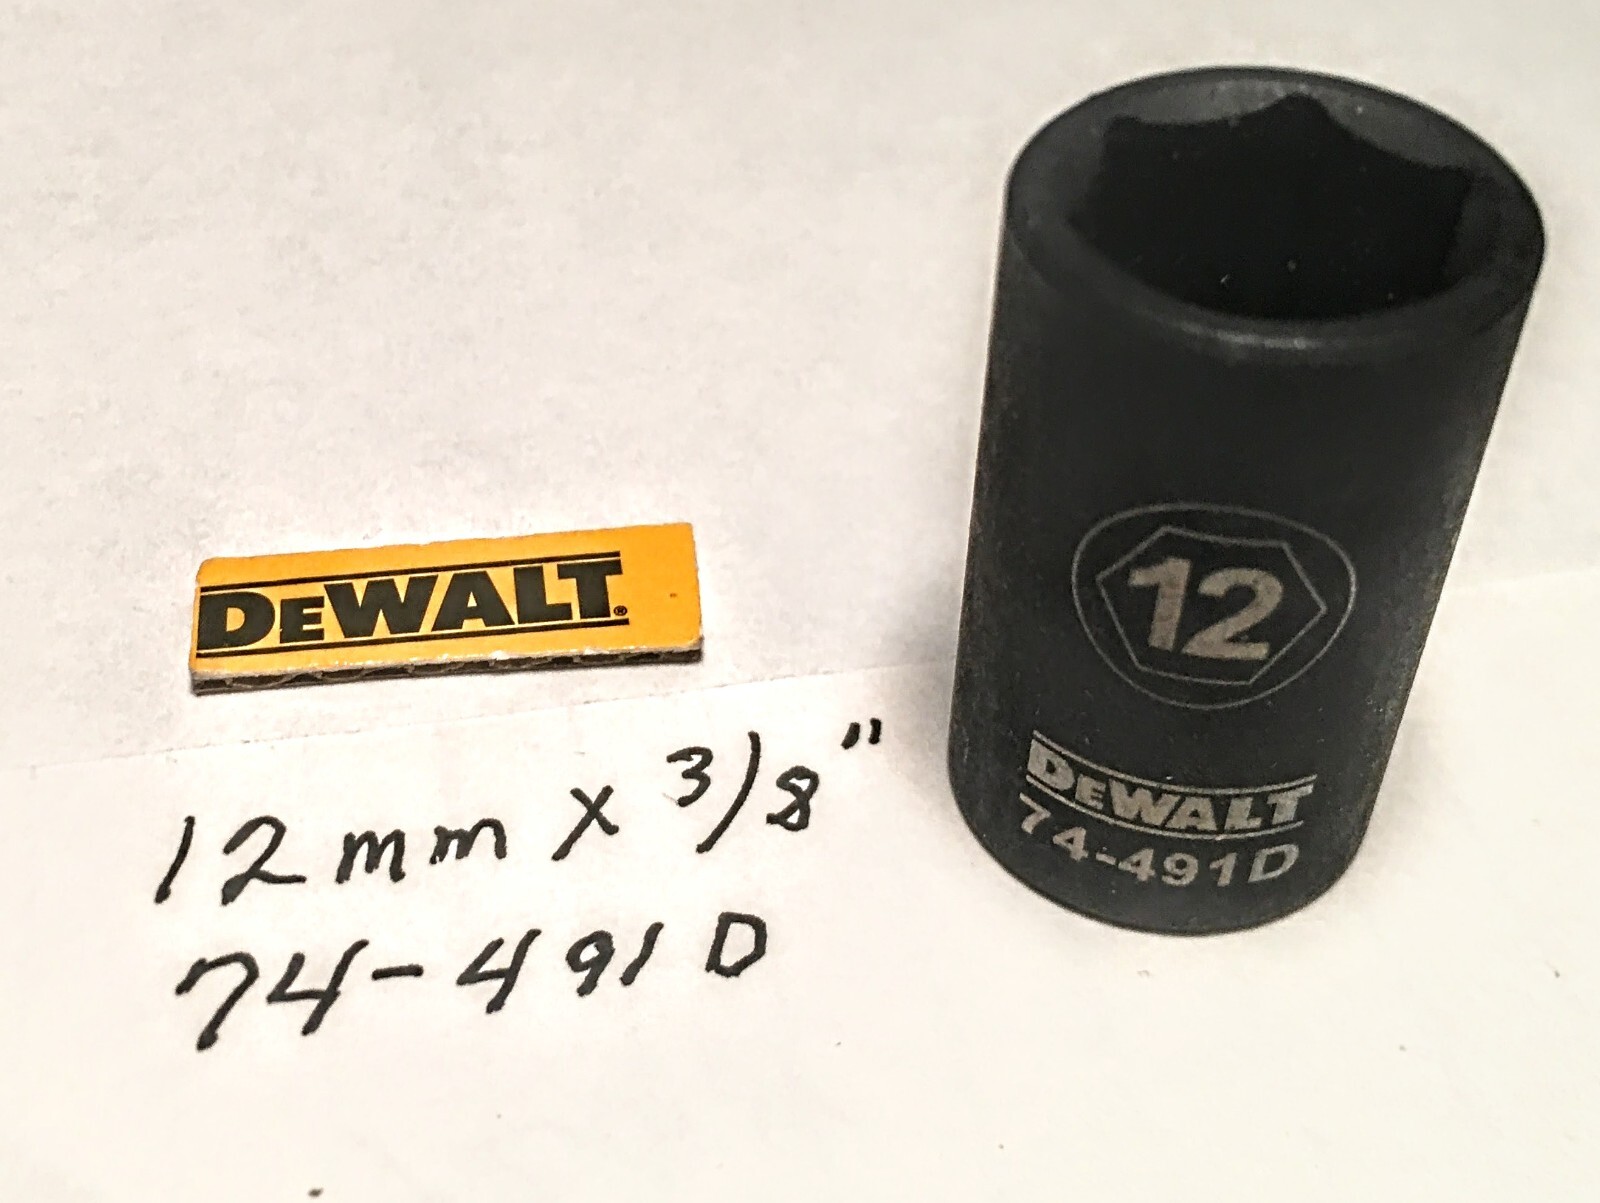 DEWALT®
12mm x 3/8"
74-491D
12
DEWALT
74-491D